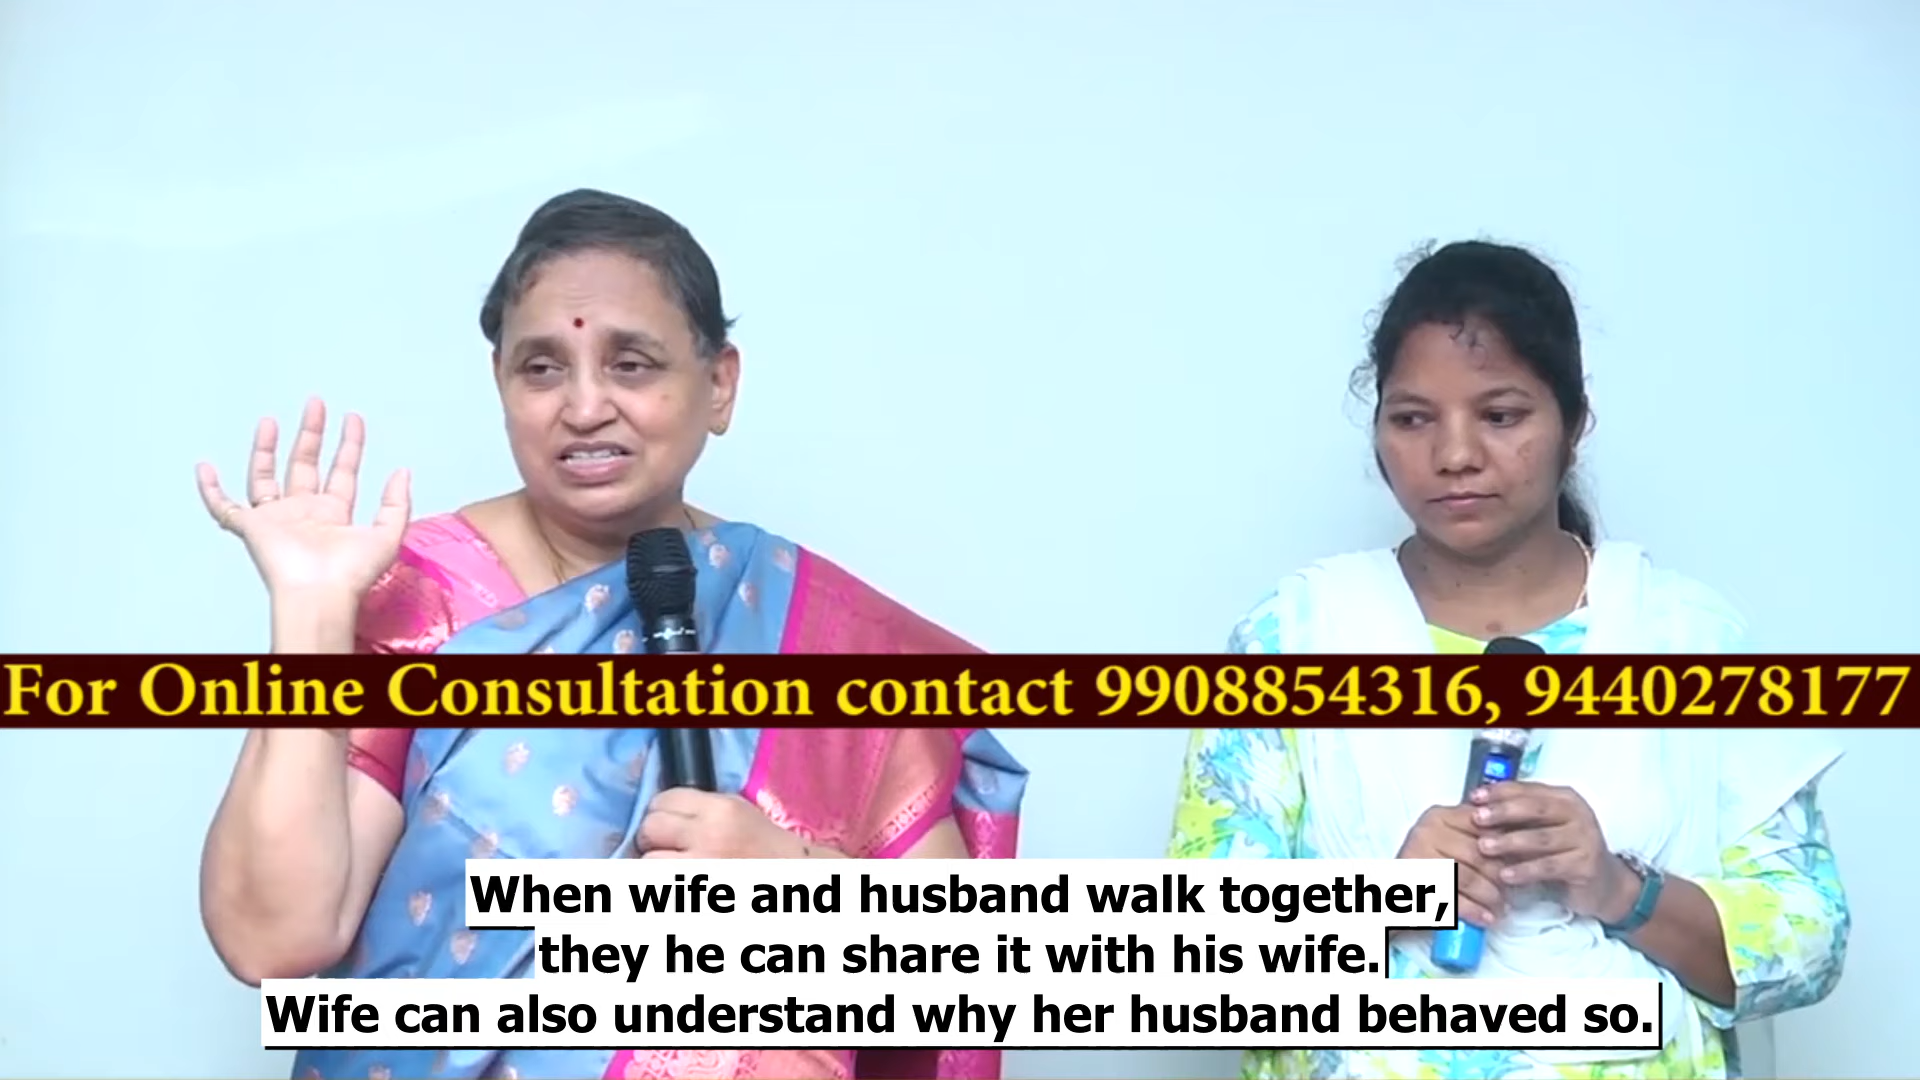 For Online Consultation contact 9908854316, 9440278177
When wife and husband walk together,
they he can share it with his wife.
Wife can also understand why her husband behaved so.